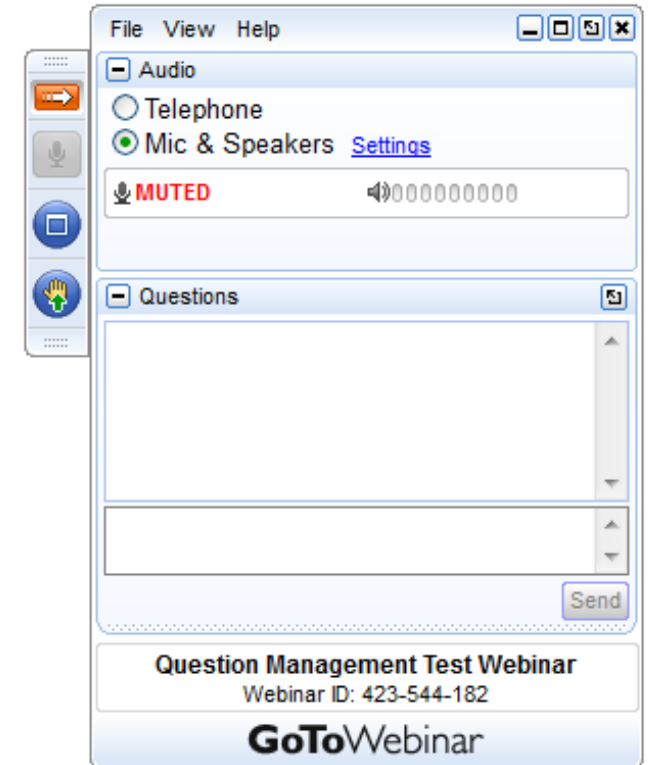 File View Help
Audio
Telephone
Mic & Speakers Settings
MUTED 000000000
Questions
Send
Question Management Test Webinar
Webinar ID: 423-544-182
GoToWebinar